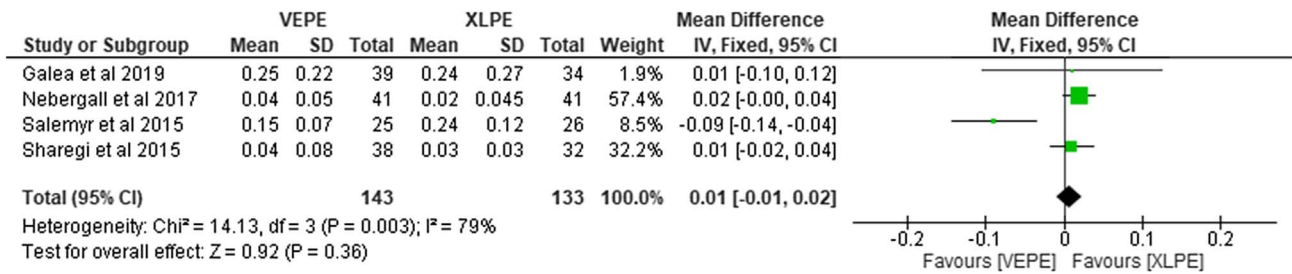 VEPE XLPE Mean Difference Mean Difference
Study or Subgroup Mean SD Total Mean SD Total Weight IV, Fixed, 95% CI IV, Fixed, 95% CI
Galea et al 2019 0.25 0.22 39 0.24 0.27 34 1.9% 0.01 [-0.10, 0.12]
Nebergall et al 2017 0.04 0.05 41 0.02 0.045 41 57.4% 0.02 [-0.00, 0.04]
Salemyr et al 2015 0.15 0.07 25 0.24 0.12 26 8.5% -0.09 [-0.14, -0.04]
Sharegi et al 2015 0.04 0.08 38 0.03 0.03 32 32.2% 0.01 [-0.02, 0.04]
Total (95% CI) 143 133 100.0% 0.01 [-0.01, 0.02]
Heterogeneity: Chi² = 14.13, df = 3 (P = 0.003); I² = 79%
Test for overall effect: Z = 0.92 (P = 0.36)
-0.2 -0.1 0 0.1 0.2
Favours [VEPE] Favours [XLPE]